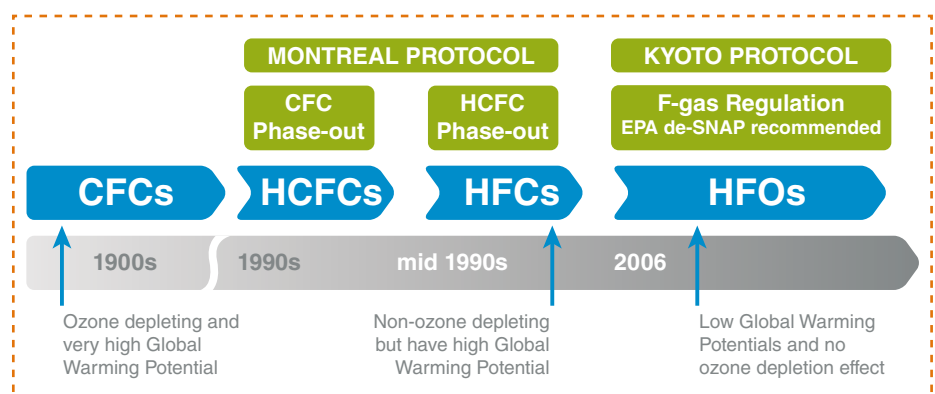 MONTREAL PROTOCOL
KYOTO PROTOCOL
CFC
Phase-out
HCFC
Phase-out
F-gas Regulation
EPA de-SNAP recommended
CFCs
HCFCs
HFCs
HFOs
1900s
1990s
mid 1990s
2006
Ozone depleting and
very high Global
Warming Potential
Non-ozone depleting
but have high Global
Warming Potential
Low Global Warming
Potentials and no
ozone depletion effect